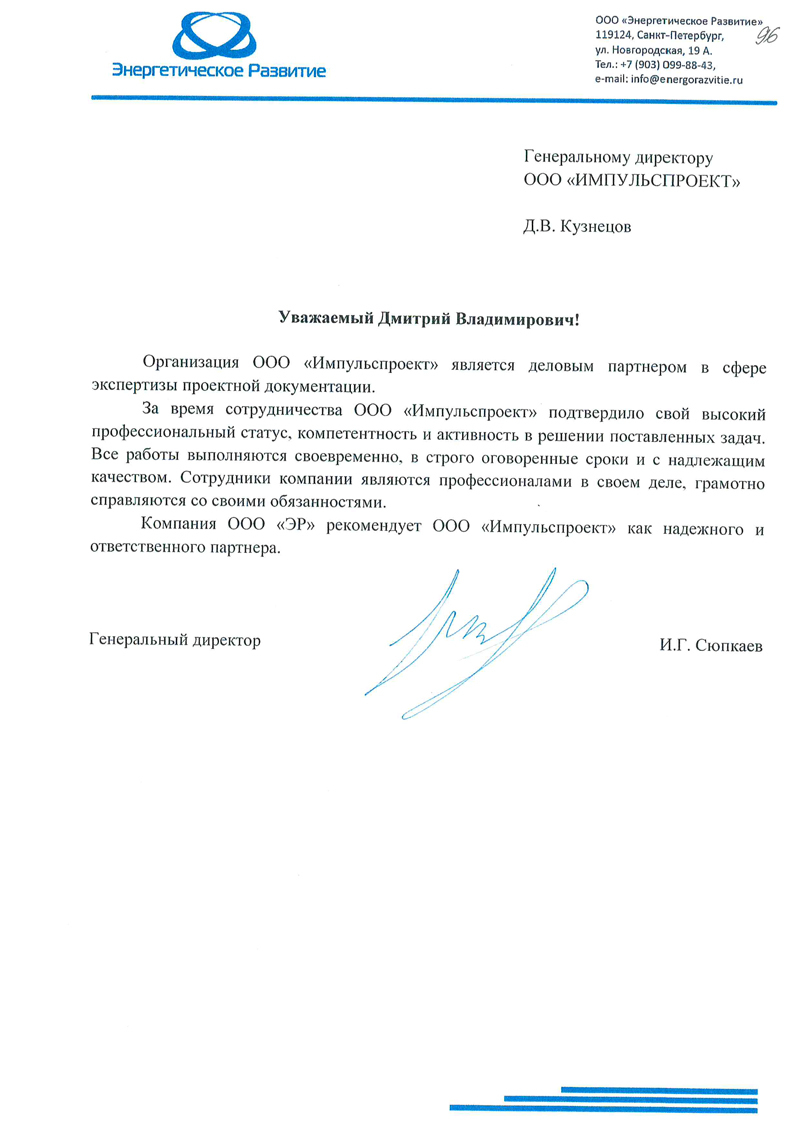 Энергетическое Развитие
ООО «Энергетическое Развитие»
119124, Санкт-Петербург,
ул. Новгородская, 19 А.
Тел.: +7 (903) 099-88-43,
e-mail: info@energorazvitie.ru
96
Генеральному директору
ООО «ИМПУЛЬСПРОЕКТ»
Д.В. Кузнецов
Уважаемый Дмитрий Владимирович!
Организация ООО «Импульспроект» является деловым партнером в сфере
экспертизы проектной документации.
За время сотрудничества ООО «Импульспроект» подтвердило свой высокий
профессиональный статус, компетентность и активность в решении поставленных задач.
Все работы выполняются своевременно, в строго оговоренные сроки и с надлежащим
качеством. Сотрудники компании являются профессионалами в своем деле, грамотно
справляются со своими обязанностями.
Компания ООО «ЭР» рекомендует ООО «Импульспроект» как надежного и
ответственного партнера.
Генеральный директор
И.Г. Сюпкаев